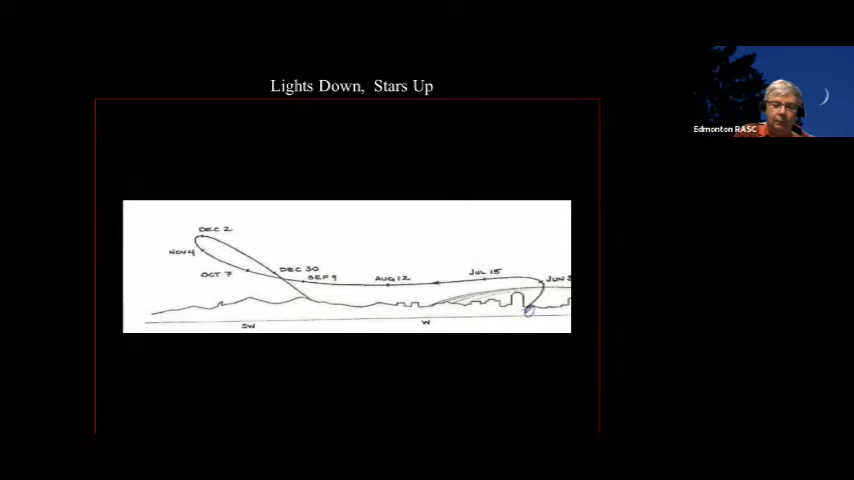 Lights Down, Stars Up
Edmonton RASC
DEC 2
NOV 4
OCT 7
DEC 30
SEP 9
AUG 12
JUL 15
JUN
SW
W